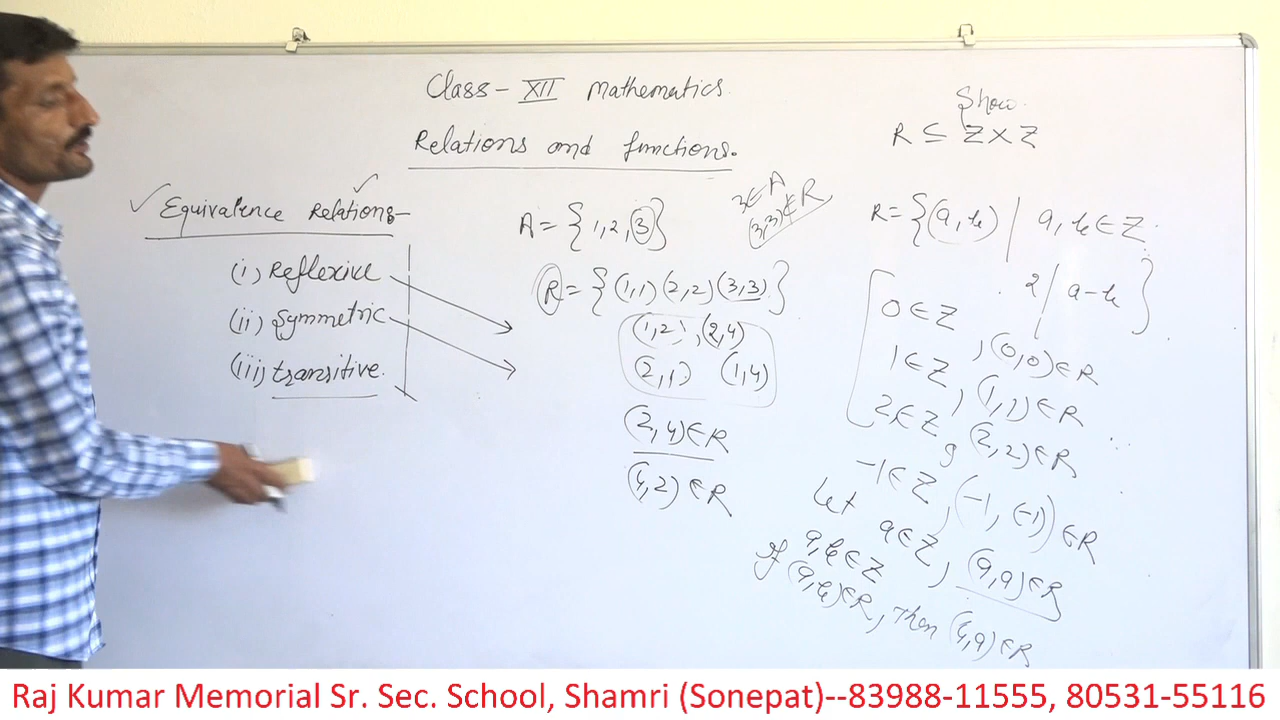 Class - XII Mathematics.
Relations and functions.
Equivalence Relations-
(i) Reflexive
(ii) Symmetric
(iii) transitive.
A = {1, 2, 3}
3 ∈ A
(3,3) ∉ R
R = {(1,1) (2,2) (3,3)}
(1,2), (2,4)
(2,1) (1,4)
(2,4) ∈ R
(4,2) ∈ R
Show
R ⊆ Z × Z
R = {(a,b) | a, b ∈ Z.
2 / a-b }
0 ∈ Z, (0,0) ∈ R
1 ∈ Z, (1,1) ∈ R
2 ∈ Z, (2,2) ∈ R
-1 ∈ Z, (-1, (-1)) ∈ R
Let a ∈ Z, (a,a) ∈ R
a, b ∈ Z
If (a,b) ∈ R, then (b,a) ∈ R
Raj Kumar Memorial Sr. Sec. School, Shamri (Sonepat)--83988-11555, 80531-55116